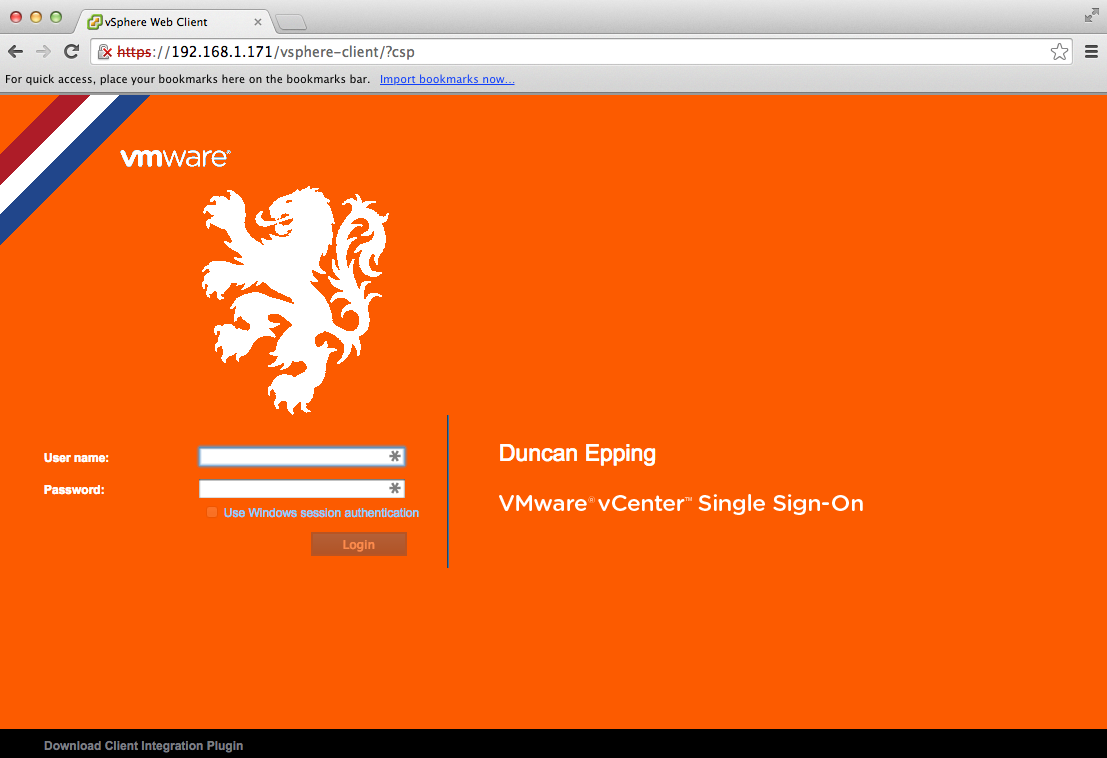 vSphere Web Client
https://192.168.1.171/vsphere-client/?csp
For quick access, place your bookmarks here on the bookmarks bar. Import bookmarks now...
vmware®
User name:
Password:
Use Windows session authentication
Login
Duncan Epping
VMware® vCenter™ Single Sign-On
Download Client Integration Plugin